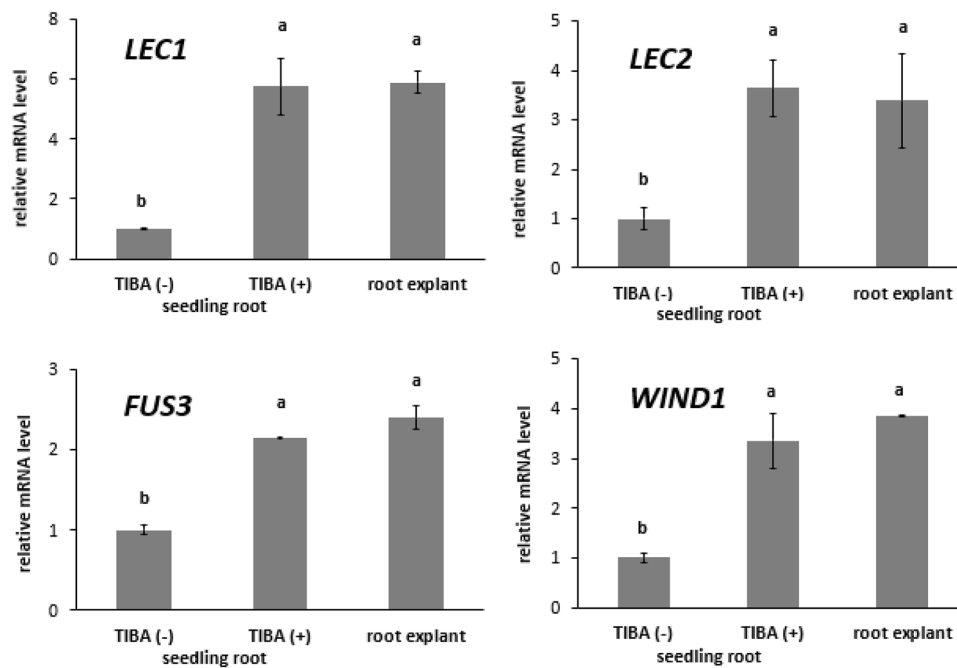 LEC1
relative mRNA level
8
6
4
2
0
a
a
b
TIBA (-)
TIBA (+)
root explant
seedling root
LEC2
relative mRNA level
5
4
3
2
1
0
a
a
b
TIBA (-)
TIBA (+)
root explant
seedling root
FUS3
relative mRNA level
3
2
1
0
a
a
b
TIBA (-)
TIBA (+)
root explant
seedling root
WIND1
relative mRNA level
5
4
3
2
1
0
a
a
b
TIBA (-)
TIBA (+)
root explant
seedling root